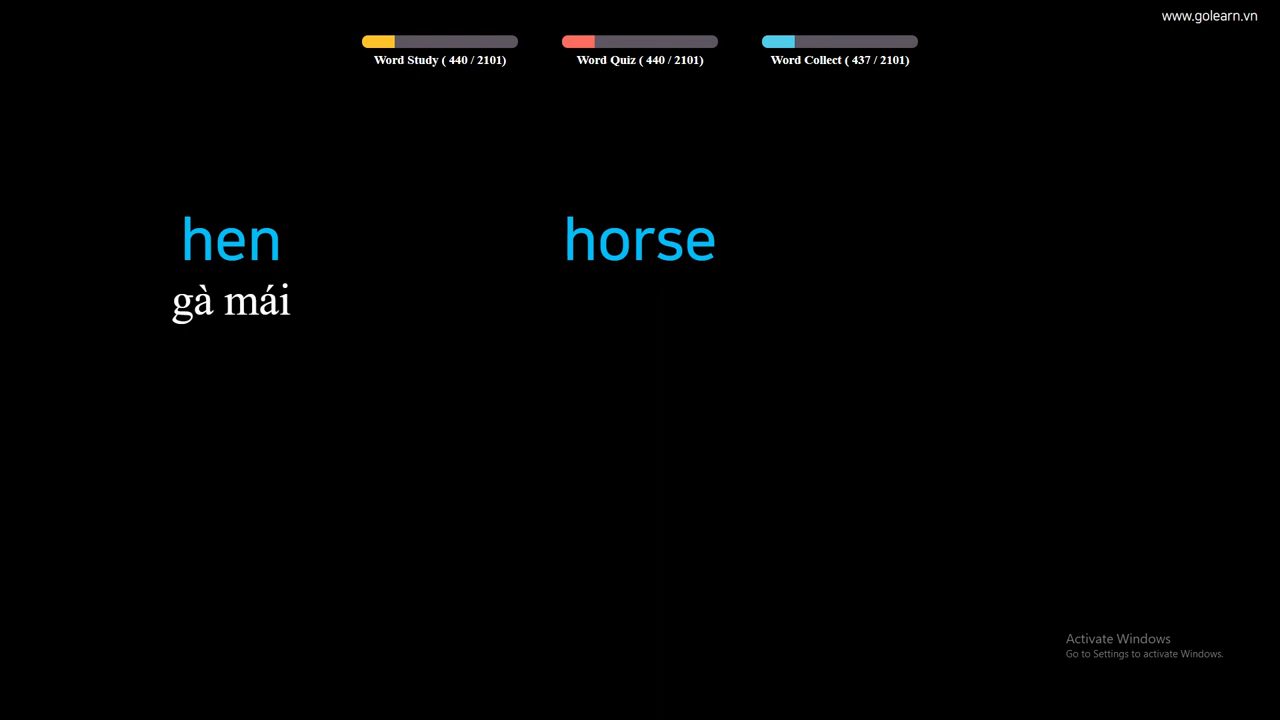 www.golearn.vn
Word Study ( 440 / 2101)
Word Quiz ( 440 / 2101)
Word Collect ( 437 / 2101)
hen
horse
gà mái
Activate Windows
Go to Settings to activate Windows.